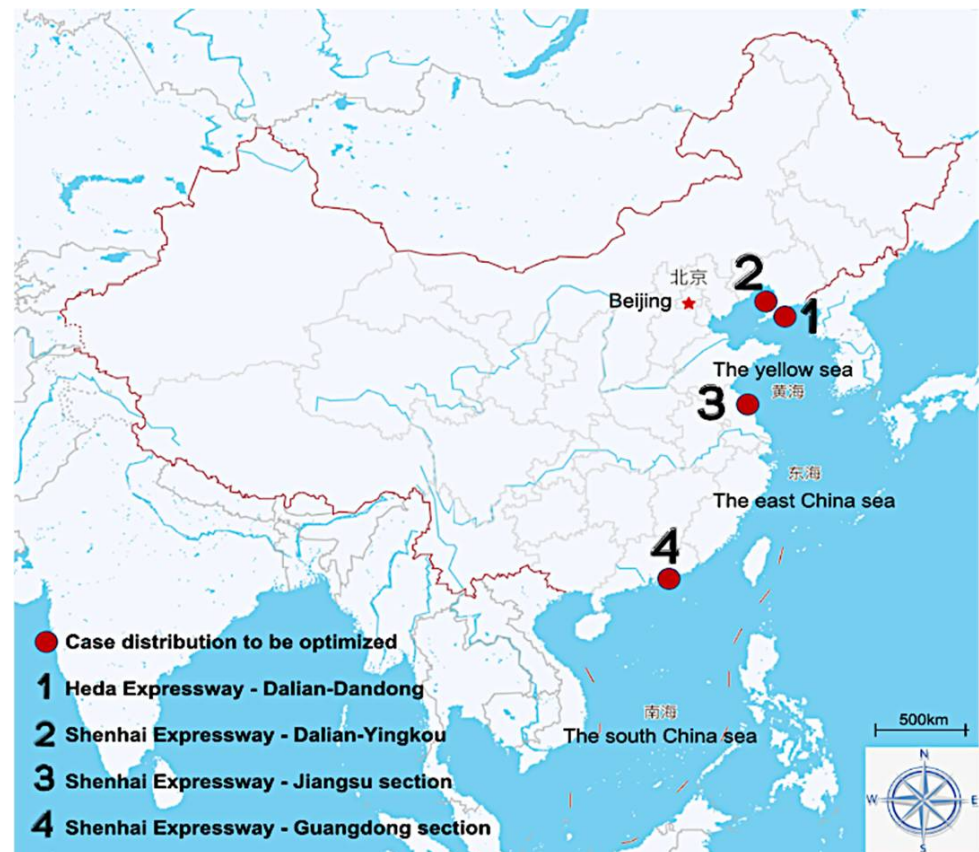 北京
Beijing
2
1
The yellow sea
黄海
3
东海
The east China sea
4
Case distribution to be optimized
1 Heda Expressway - Dalian-Dandong
2 Shenhai Expressway - Dalian-Yingkou
3 Shenhai Expressway - Jiangsu section
4 Shenhai Expressway - Guangdong section
南海
The south China sea
500km
N
W
E
S